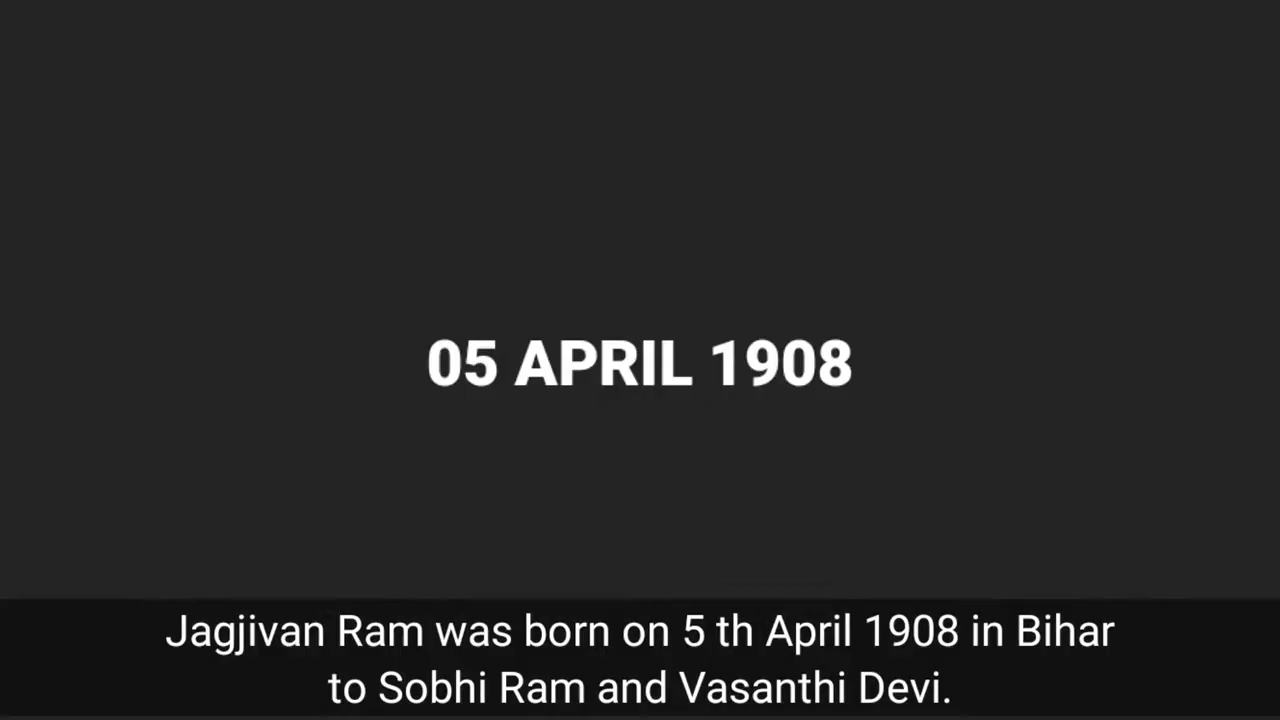 05 APRIL 1908
Jagjivan Ram was born on 5 th April 1908 in Bihar
to Sobhi Ram and Vasanthi Devi.